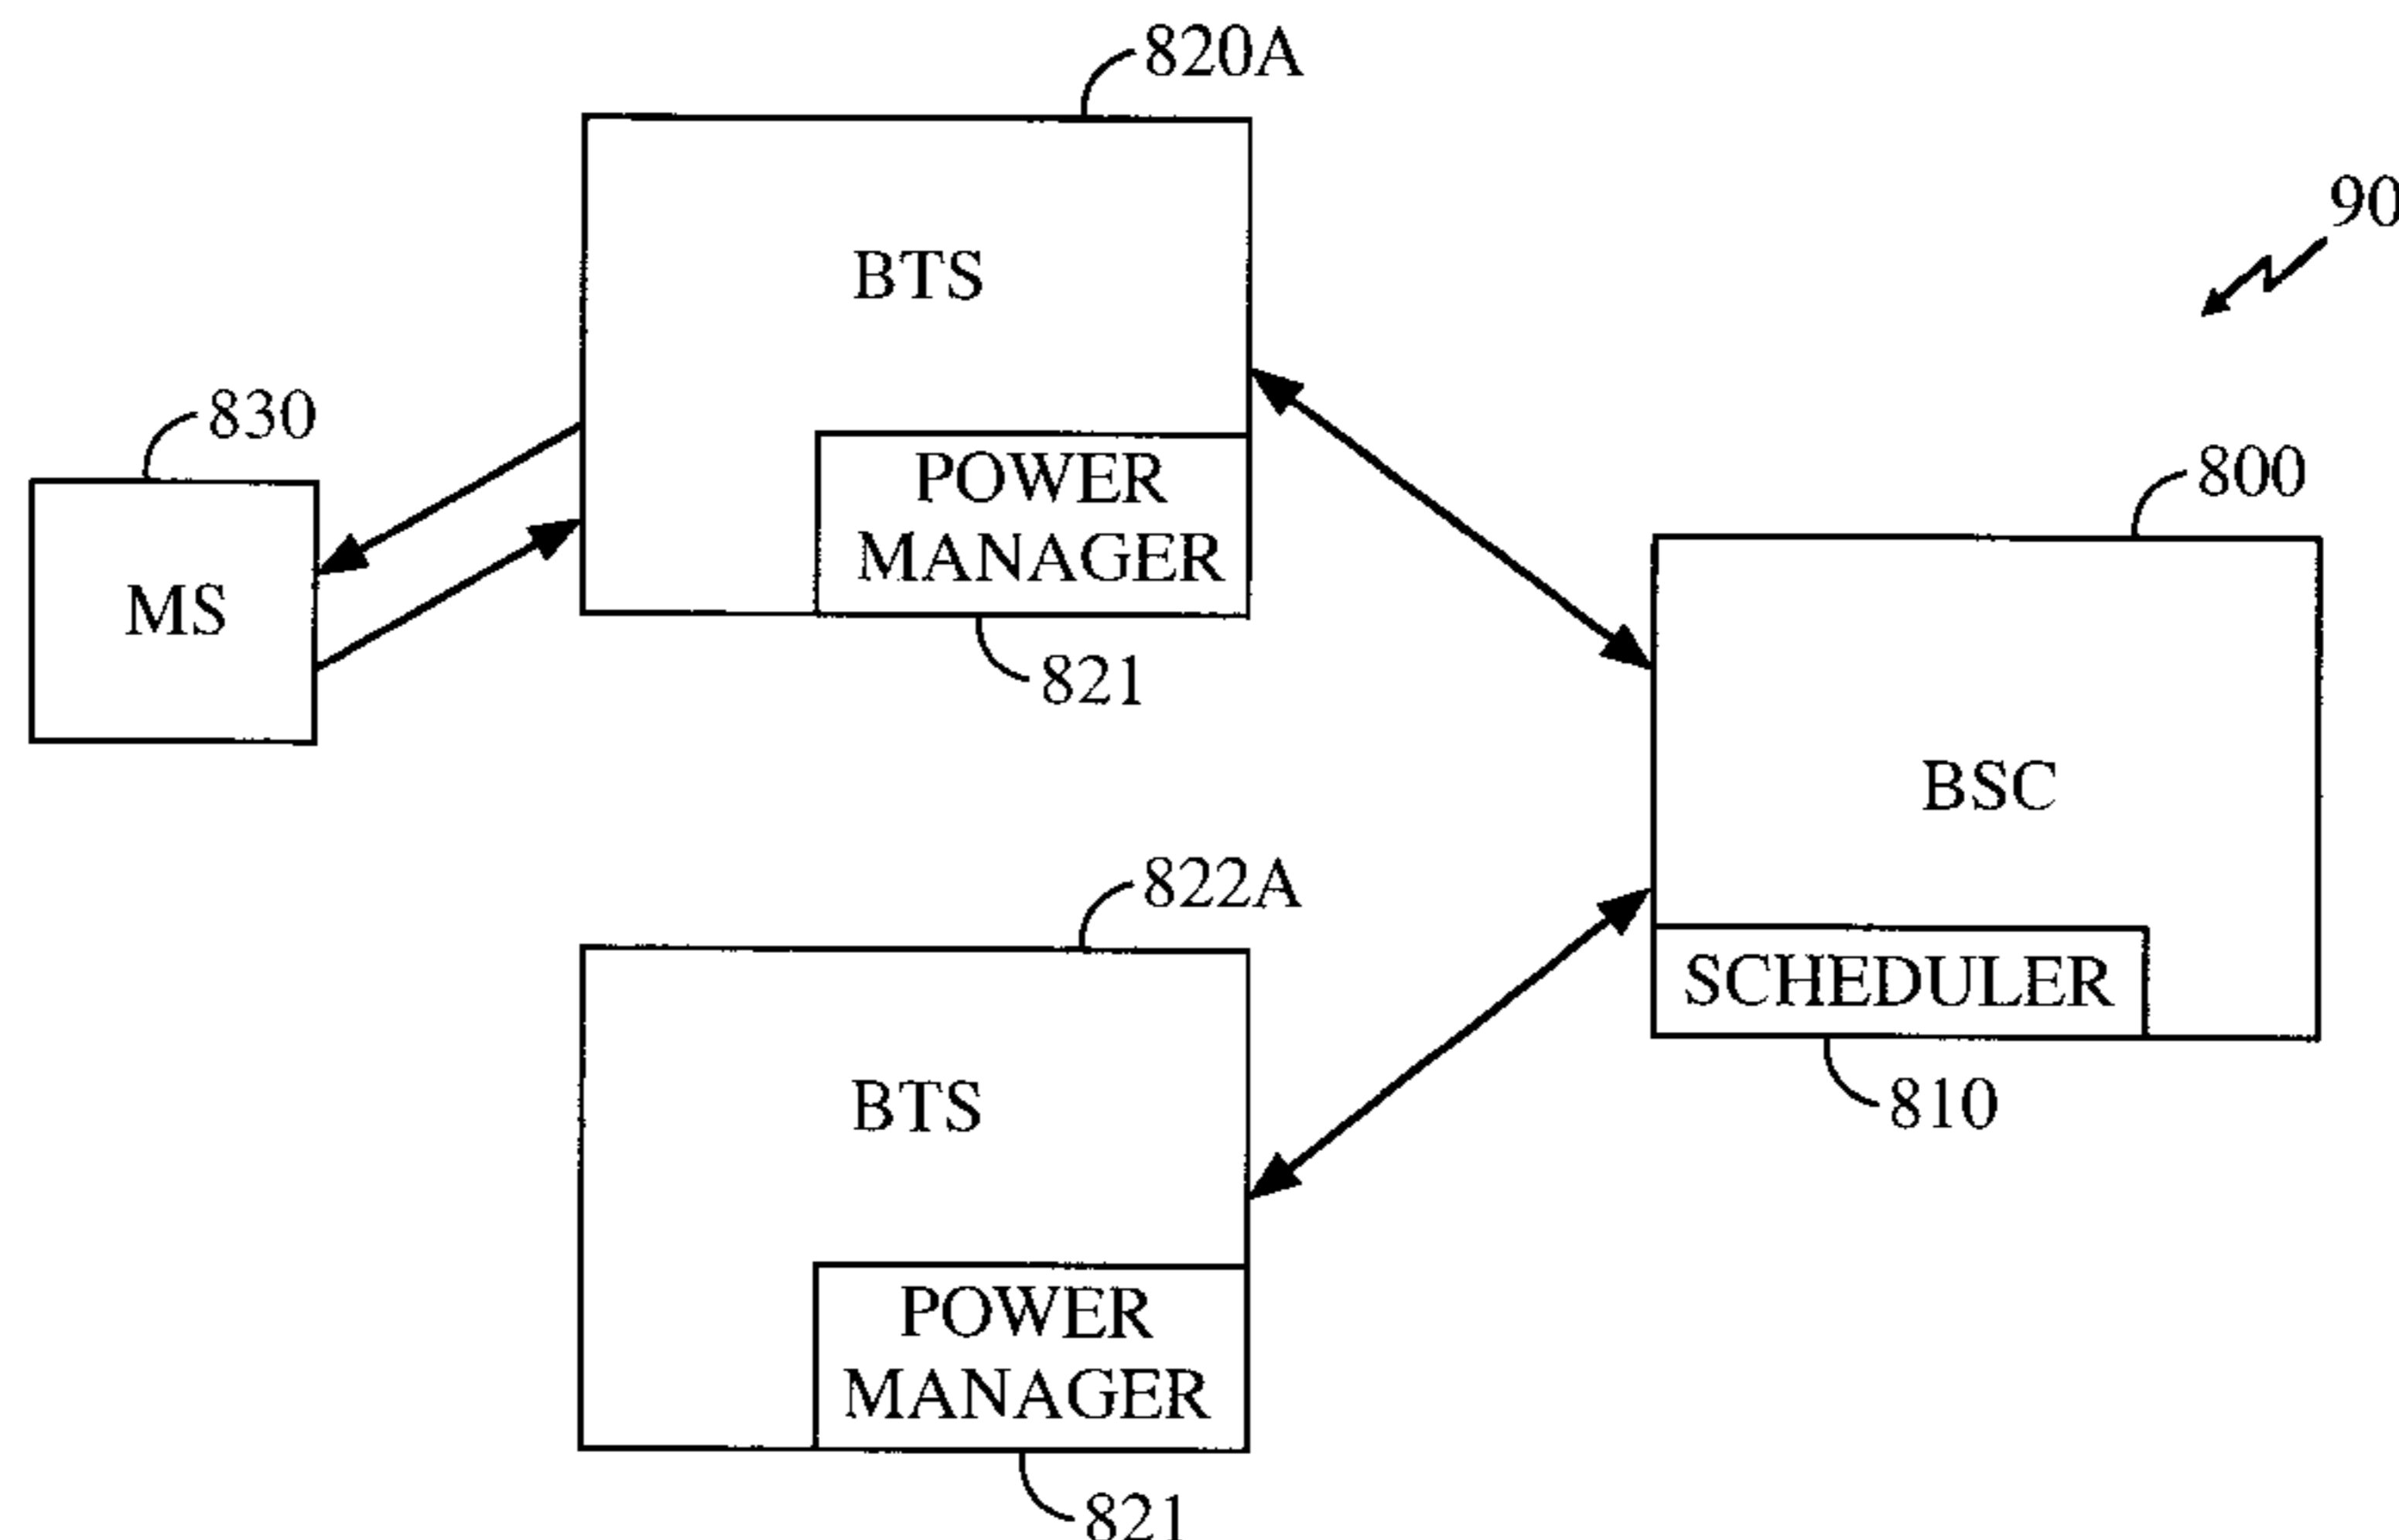 820A
BTS
90
830
POWER
MANAGER
800
MS
821
BSC
822A
SCHEDULER
BTS
810
POWER
MANAGER
821